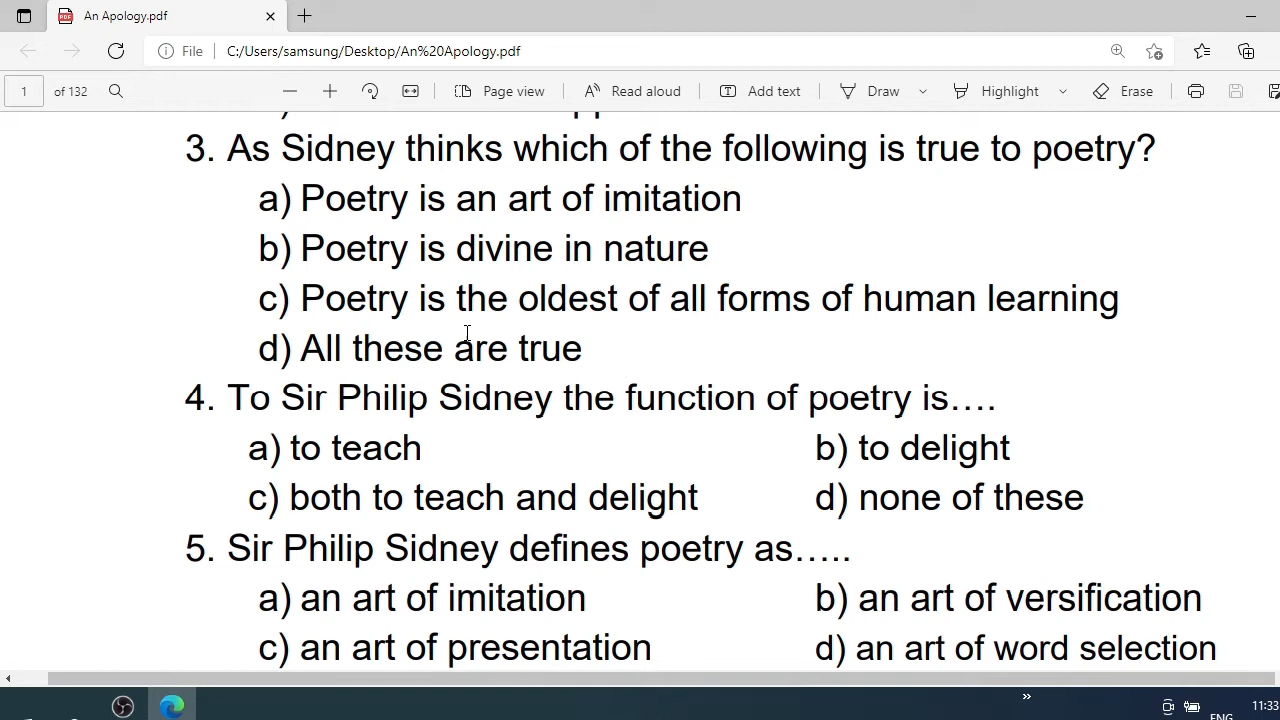 An Apology.pdf
File C:/Users/samsung/Desktop/An%20Apology.pdf
1 of 132 Page view Read aloud Add text Draw Highlight Erase
3. As Sidney thinks which of the following is true to poetry?
a) Poetry is an art of imitation
b) Poetry is divine in nature
c) Poetry is the oldest of all forms of human learning
d) All these are true
4. To Sir Philip Sidney the function of poetry is….
a) to teach b) to delight
c) both to teach and delight d) none of these
5. Sir Philip Sidney defines poetry as…..
a) an art of imitation b) an art of versification
c) an art of presentation d) an art of word selection
11:33
ENG